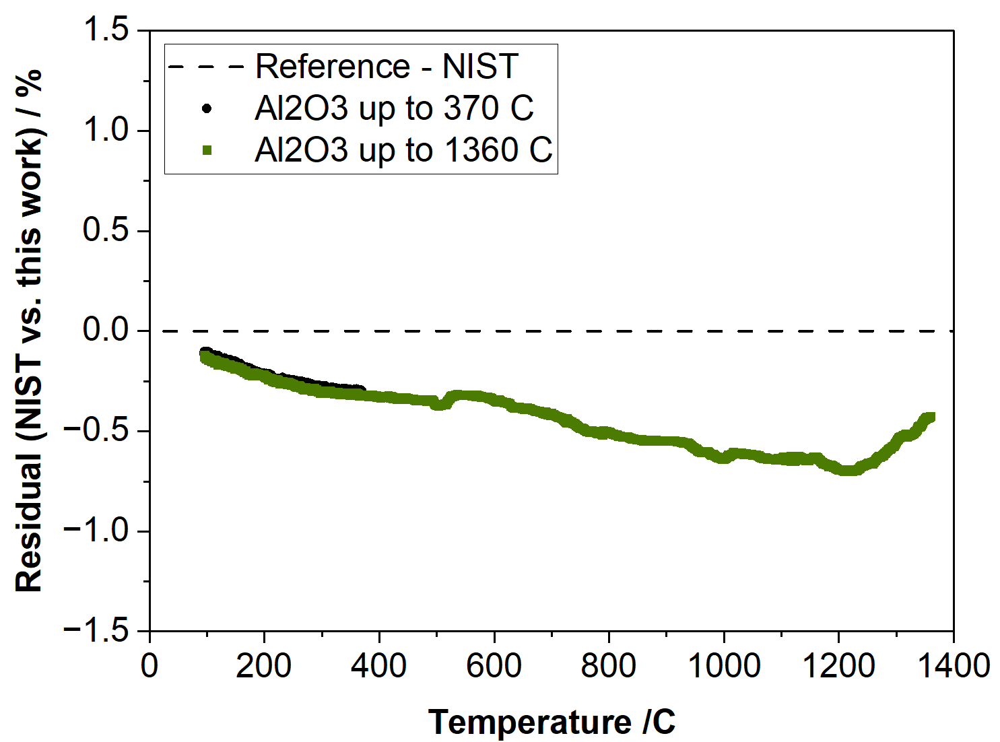 Residual (NIST vs. this work) / %
1.5
1.0
0.5
0.0
−0.5
−1.0
−1.5
Reference - NIST
Al2O3 up to 370 C
Al2O3 up to 1360 C
0 200 400 600 800 1000 1200 1400
Temperature /C